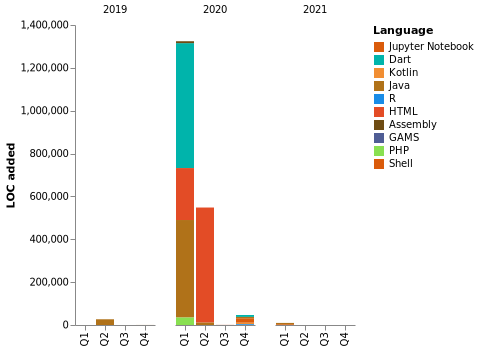 2019 2020 2021
1,400,000
1,200,000
1,000,000
800,000
600,000
400,000
200,000
0
LOC added
Q1 Q2 Q3 Q4 Q1 Q2 Q3 Q4 Q1 Q2 Q3 Q4
Language
Jupyter Notebook
Dart
Kotlin
Java
R
HTML
Assembly
GAMS
PHP
Shell